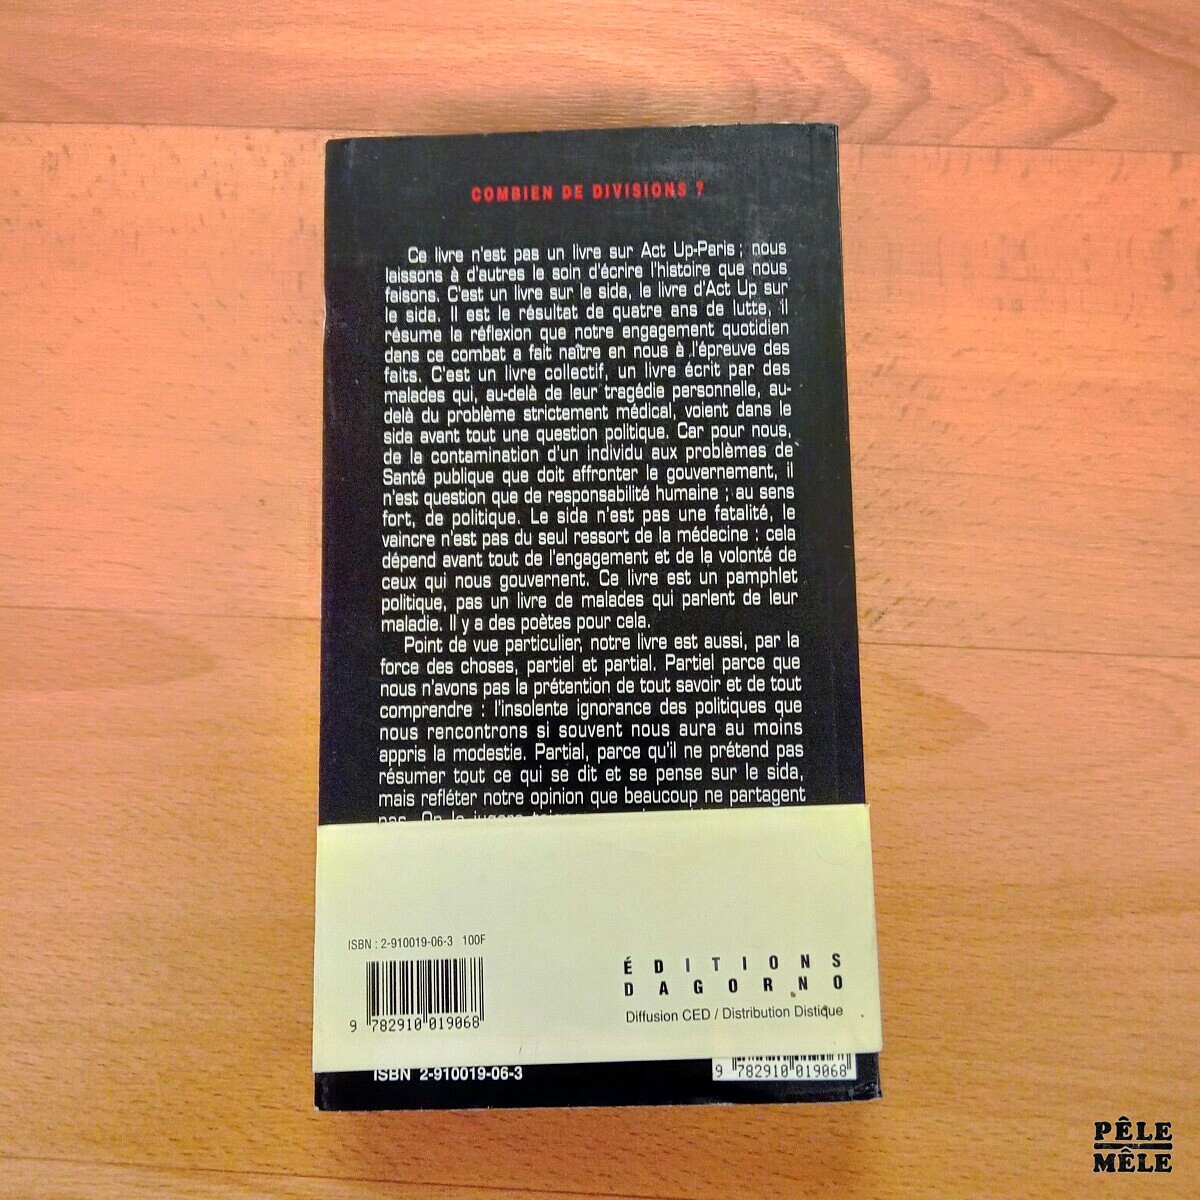 COMBIEN DE DIVISIONS ?
Ce livre n'est pas un livre sur Act Up-Paris ; nous
laissons à d'autres le soin d'écrire l'histoire que nous
faisons. C'est un livre sur le sida, le livre d'Act Up sur
le sida. Il est le résultat de quatre ans de lutte, il
résume la réflexion que notre engagement quotidien
dans ce combat a fait naître en nous à l'épreuve des
faits. C'est un livre collectif, un livre écrit par des
malades qui, au-delà de leur tragédie personnelle, au-
delà du problème strictement médical, voient dans le
sida avant tout une question politique. Car pour nous,
de la contamination d'un individu aux problèmes de
Santé publique que doit affronter le gouvernement, il
n'est question que de responsabilité humaine ; au sens
fort, de politique. Le sida n'est pas une fatalité, le
vaincre n'est pas du seul ressort de la médecine : cela
dépend avant tout de l'engagement et de la volonté de
ceux qui nous gouvernent. Ce livre est un pamphlet
politique, pas un livre de malades qui parlent de leur
maladie. Il y a des poètes pour cela.
Point de vue particulier, notre livre est aussi, par la
force des choses, partiel et partial. Partiel parce que
nous n'avons pas la prétention de tout savoir et de tout
comprendre : l'insolente ignorance des politiques que
nous rencontrons si souvent nous aura au moins
appris la modestie. Partial, parce qu'il ne prétend pas
résumer tout ce qui se dit et se pense sur le sida,
mais refléter notre opinion que beaucoup ne partagent
pas. On le jugera
ISBN : 2-910019-06-3 100F
9 782910 019068
ÉDITIONS
DAGORNO
Diffusion CED / Distribution Distique
ISBN 2-910019-06-3
9 782910 019068
PÊLE
MÊLE